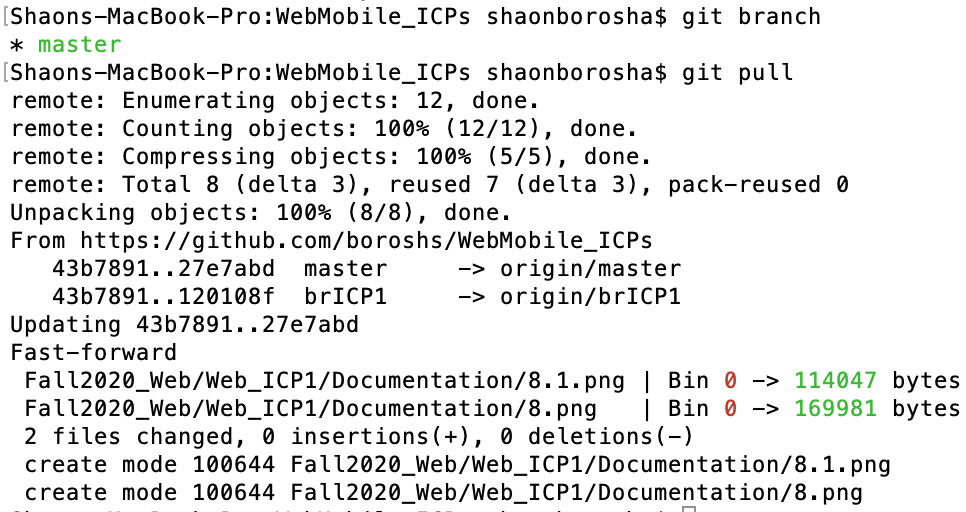 [Shaons-MacBook-Pro:WebMobile_ICPs shaonborosha$ git branch
* master
[Shaons-MacBook-Pro:WebMobile_ICPs shaonborosha$ git pull
remote: Enumerating objects: 12, done.
remote: Counting objects: 100% (12/12), done.
remote: Compressing objects: 100% (5/5), done.
remote: Total 8 (delta 3), reused 7 (delta 3), pack-reused 0
Unpacking objects: 100% (8/8), done.
From https://github.com/boroshs/WebMobile_ICPs
   43b7891..27e7abd  master     -> origin/master
   43b7891..120108f  brICP1     -> origin/brICP1
Updating 43b7891..27e7abd
Fast-forward
 Fall2020_Web/Web_ICP1/Documentation/8.1.png | Bin 0 -> 114047 bytes
 Fall2020_Web/Web_ICP1/Documentation/8.png   | Bin 0 -> 169981 bytes
 2 files changed, 0 insertions(+), 0 deletions(-)
 create mode 100644 Fall2020_Web/Web_ICP1/Documentation/8.1.png
 create mode 100644 Fall2020_Web/Web_ICP1/Documentation/8.png